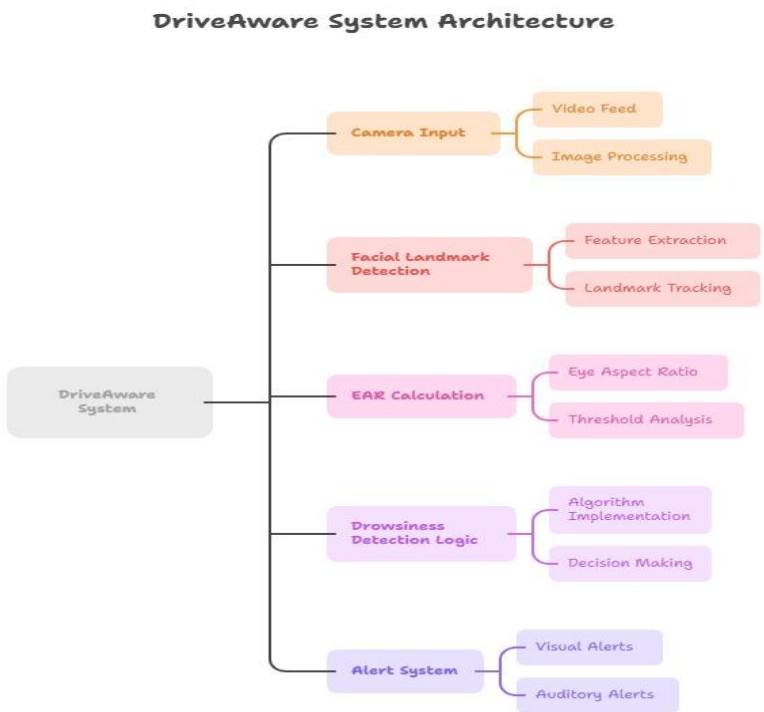 DriveAware System Architecture
Camera Input
Video Feed
Image Processing
Facial Landmark
Detection
Feature Extraction
Landmark Tracking
DriveAware
System
EAR Calculation
Eye Aspect Ratio
Threshold Analysis
Drowsiness
Detection Logic
Algorithm
Implementation
Decision Making
Alert System
Visual Alerts
Auditory Alerts